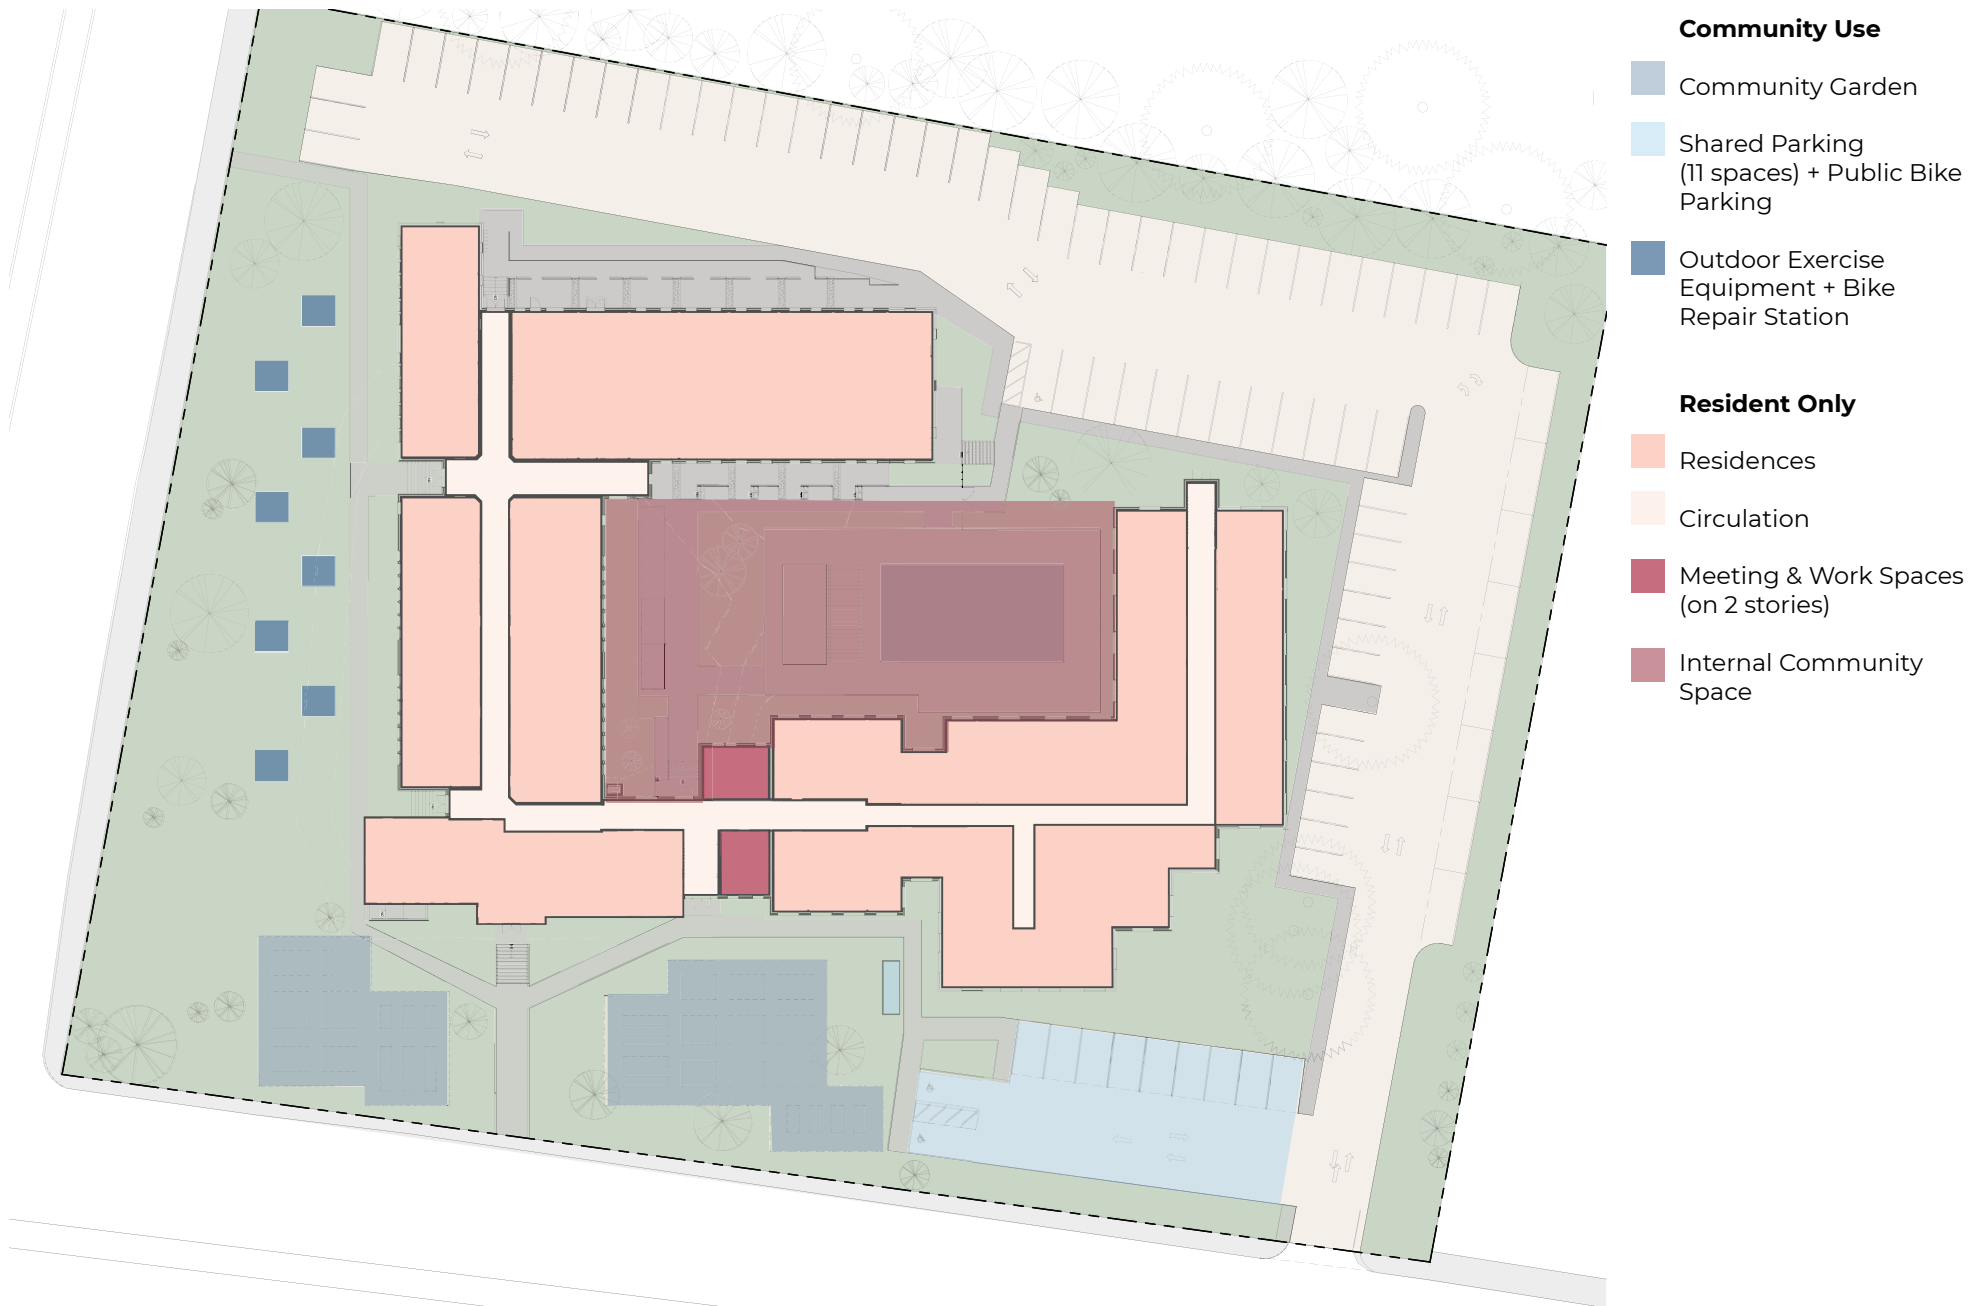 Community Use
Community Garden
Shared Parking
(11 spaces) + Public Bike
Parking
Outdoor Exercise
Equipment + Bike
Repair Station
Resident Only
Residences
Circulation
Meeting & Work Spaces
(on 2 stories)
Internal Community
Space